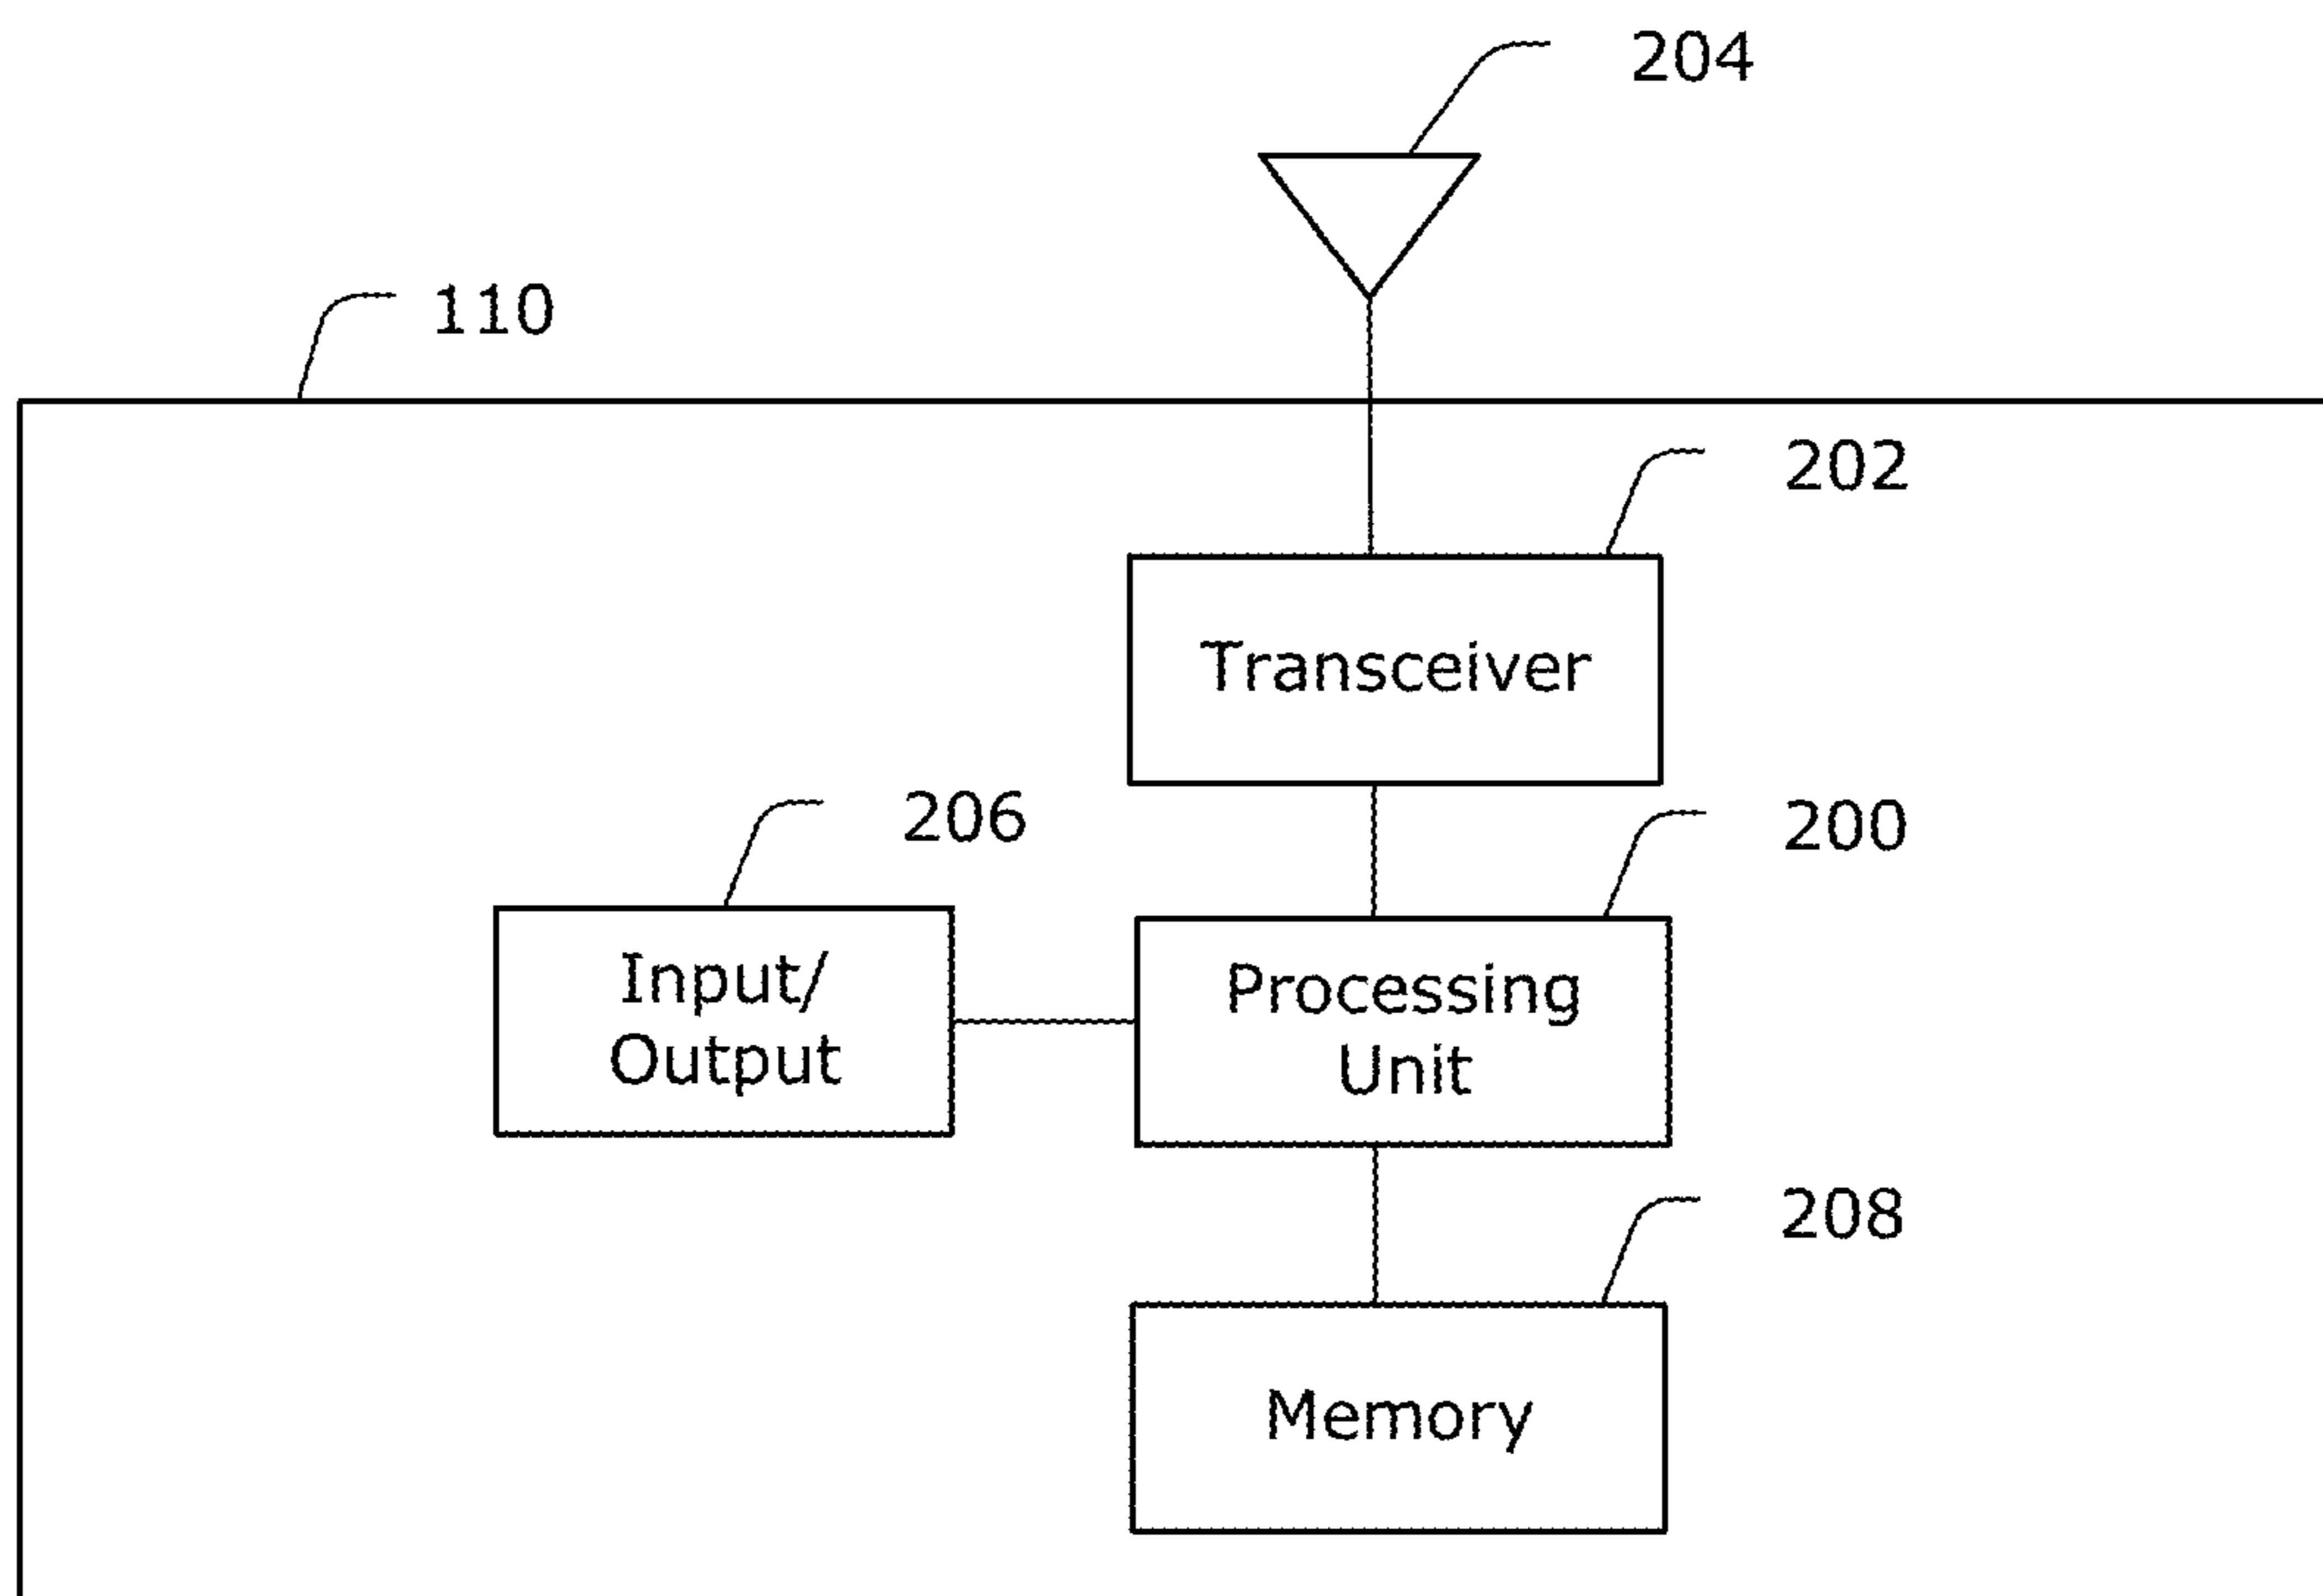 204
110
202
Transceiver
206
200
Input/
Output
Processing
Unit
208
Memory